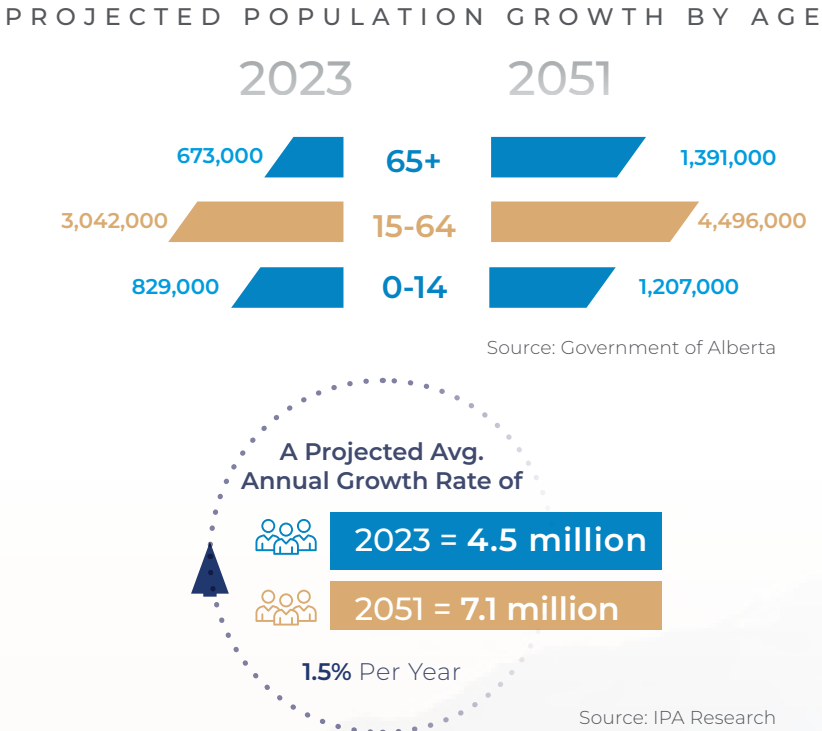 PROJECTED POPULATION GROWTH BY AGE
2023 2051
673,000 65+ 1,391,000
3,042,000 15-64 4,496,000
829,000 0-14 1,207,000
Source: Government of Alberta
A Projected Avg.
Annual Growth Rate of
2023 = 4.5 million
2051 = 7.1 million
1.5% Per Year
Source: IPA Research